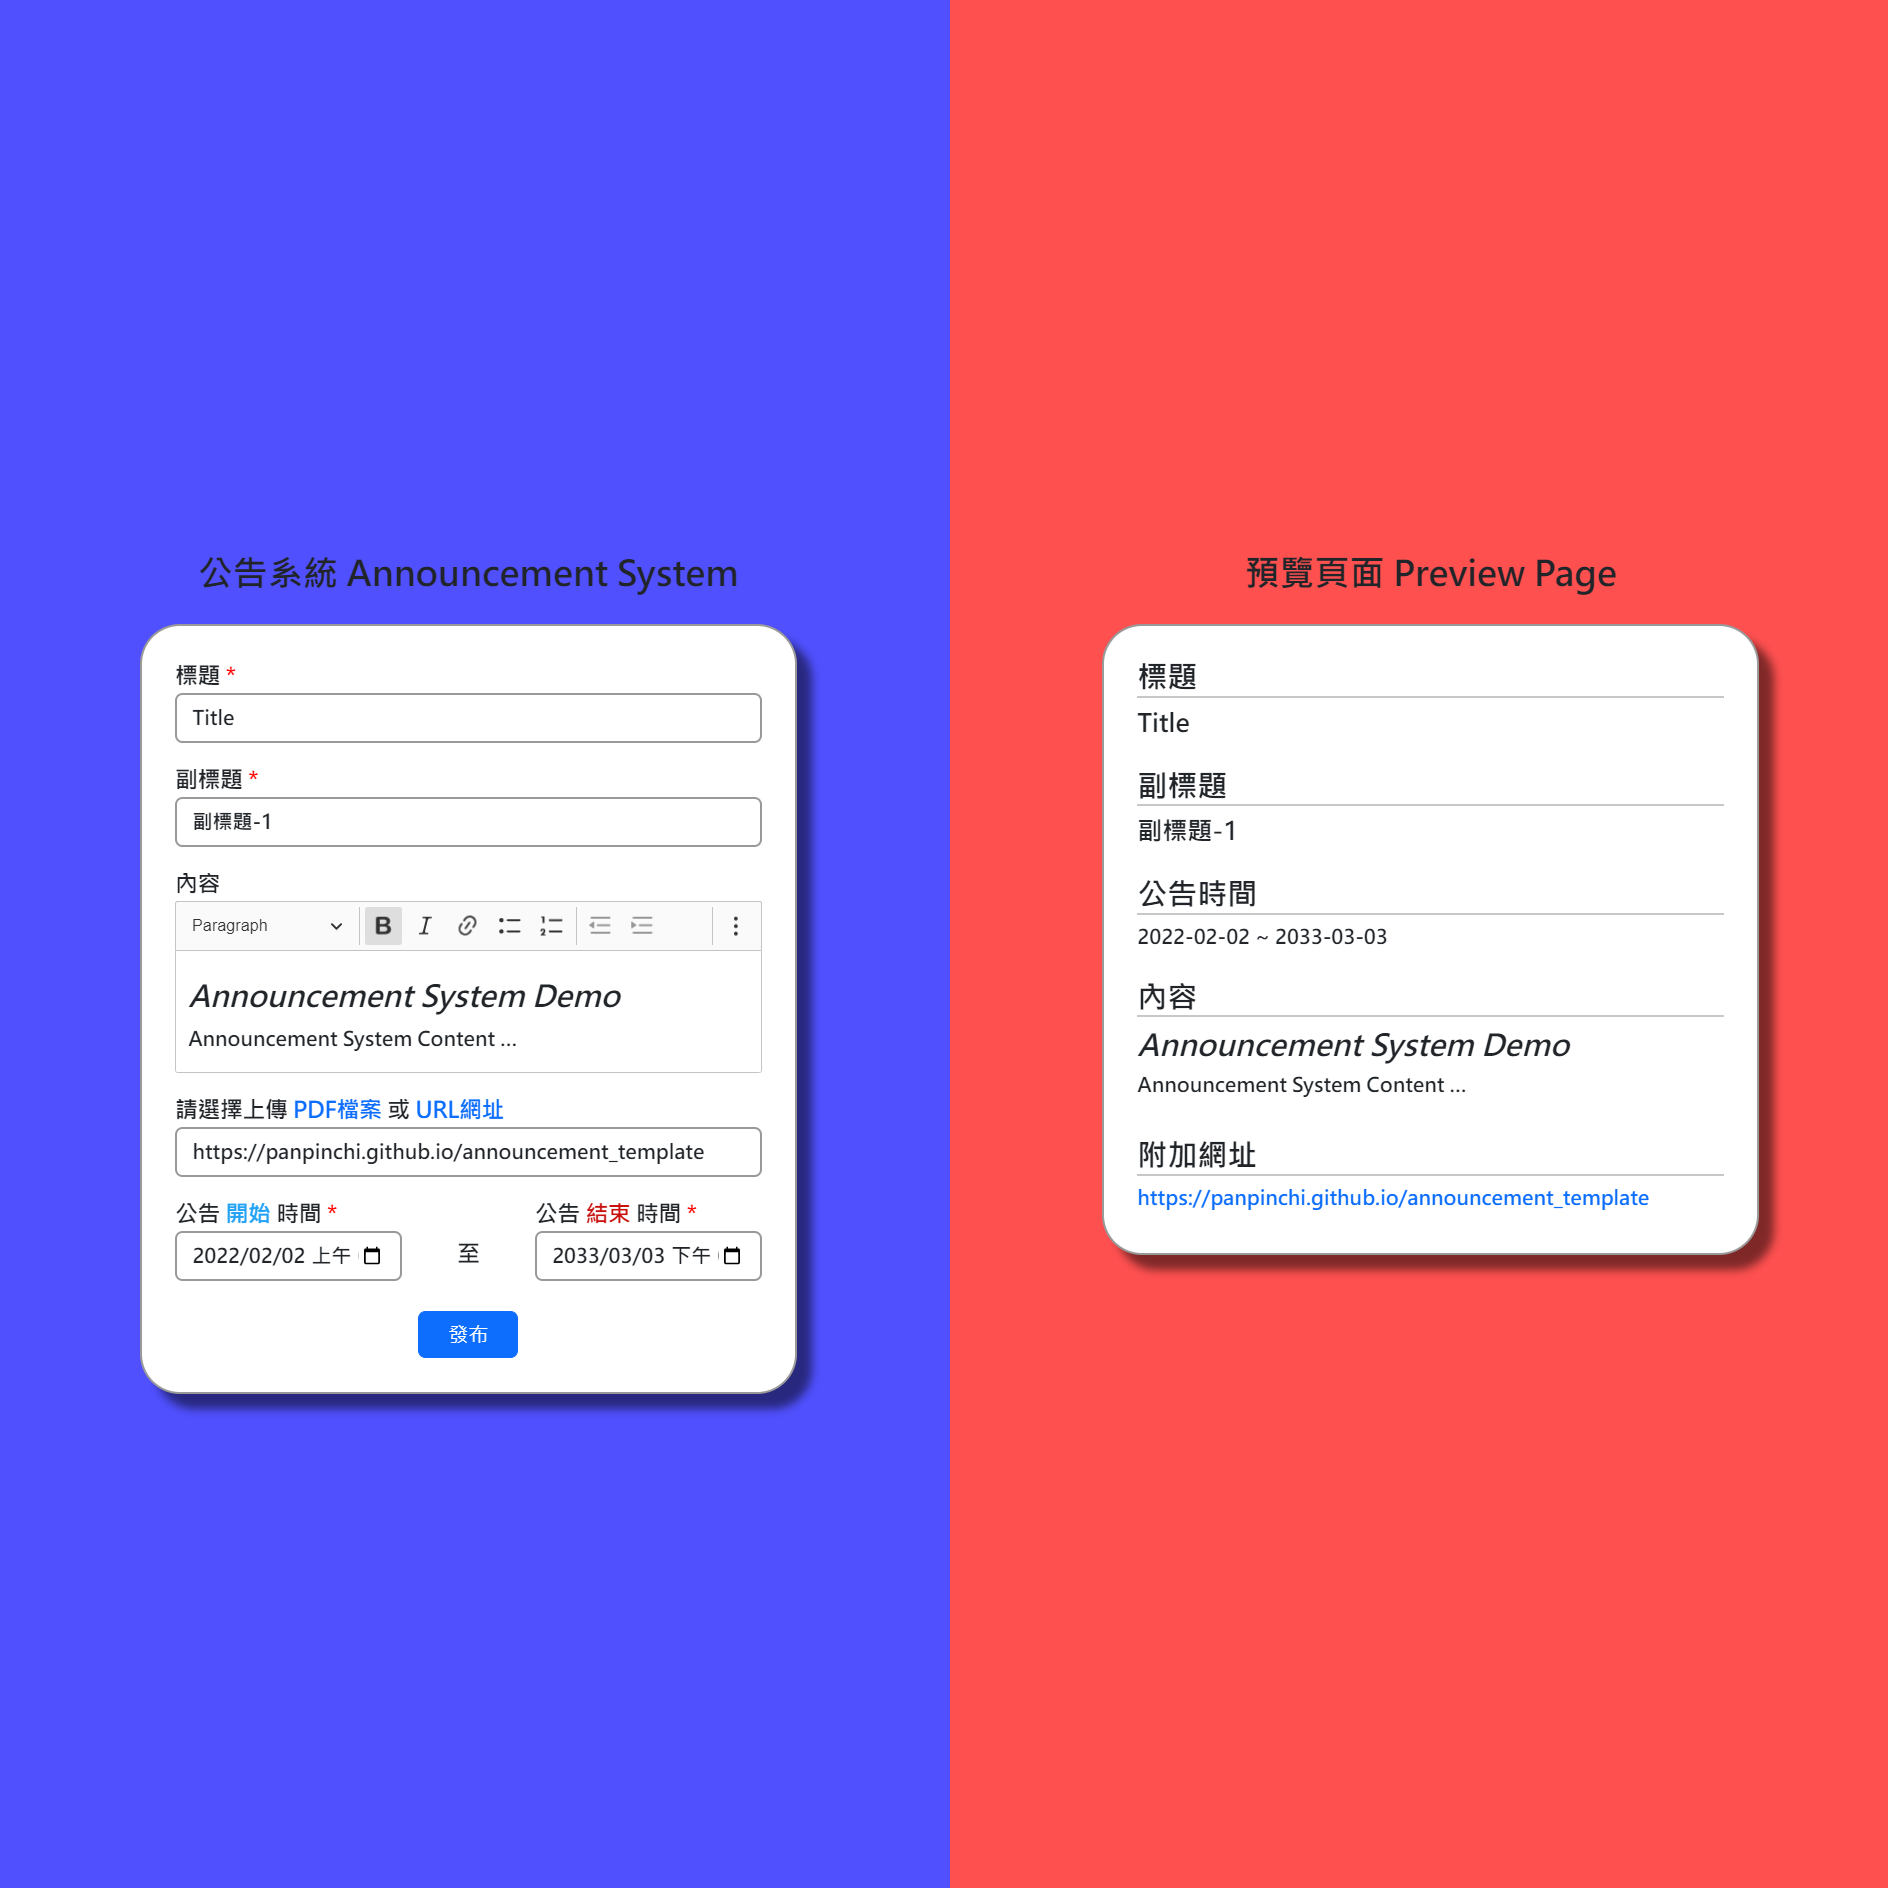 公告系統 Announcement System
標題 *
Title
副標題 *
副標題-1
內容
Paragraph
B I
Announcement System Demo
Announcement System Content ...
請選擇上傳 PDF檔案 或 URL網址
https://panpinchi.github.io/announcement_template
公告 開始 時間 * 公告 結束 時間 *
2022/02/02 上午 至 2033/03/03 下午
發布
預覽頁面 Preview Page
標題
Title
副標題
副標題-1
公告時間
2022-02-02 ~ 2033-03-03
內容
Announcement System Demo
Announcement System Content ...
附加網址
https://panpinchi.github.io/announcement_template